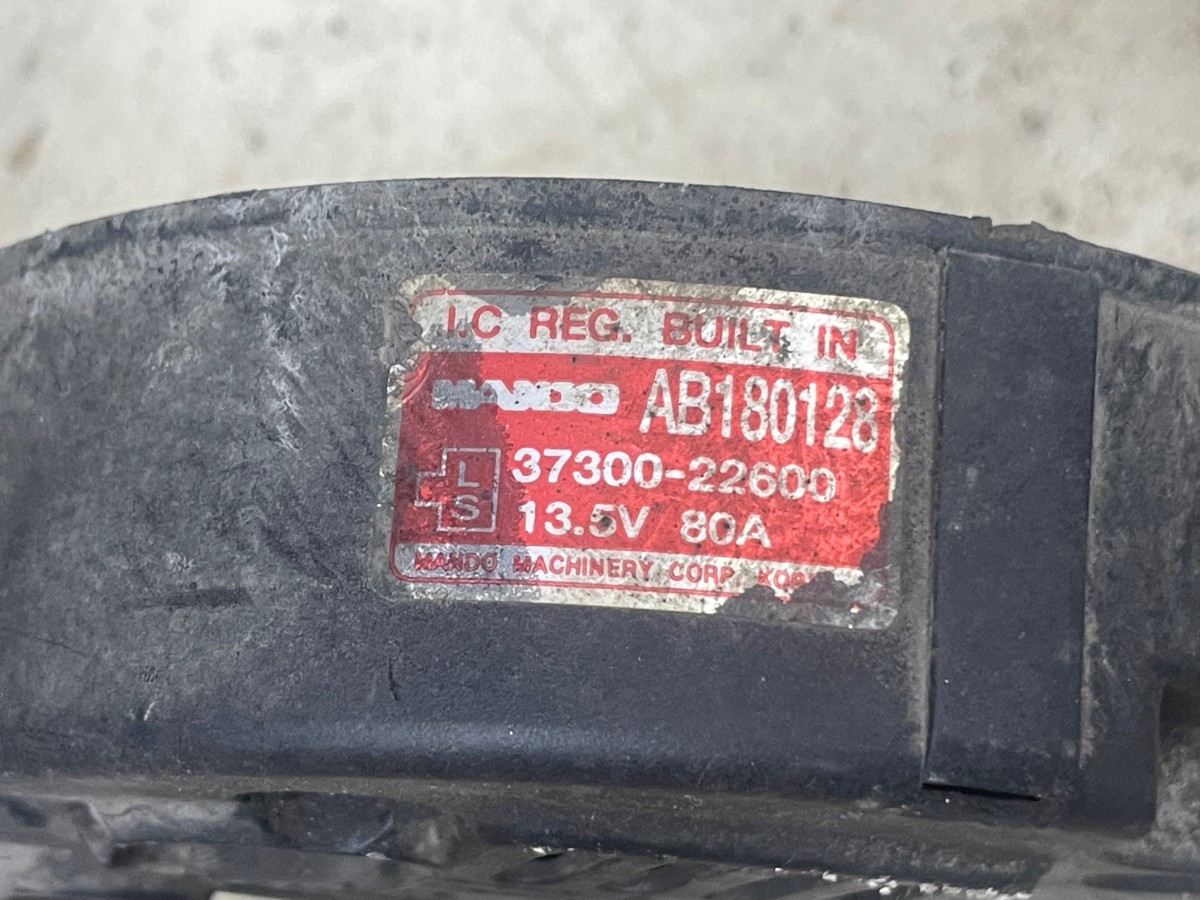 I.C REG. BUILT IN
MANDO AB180128
L S
37300-22600
13.5V 80A
MANDO MACHINERY CORP.